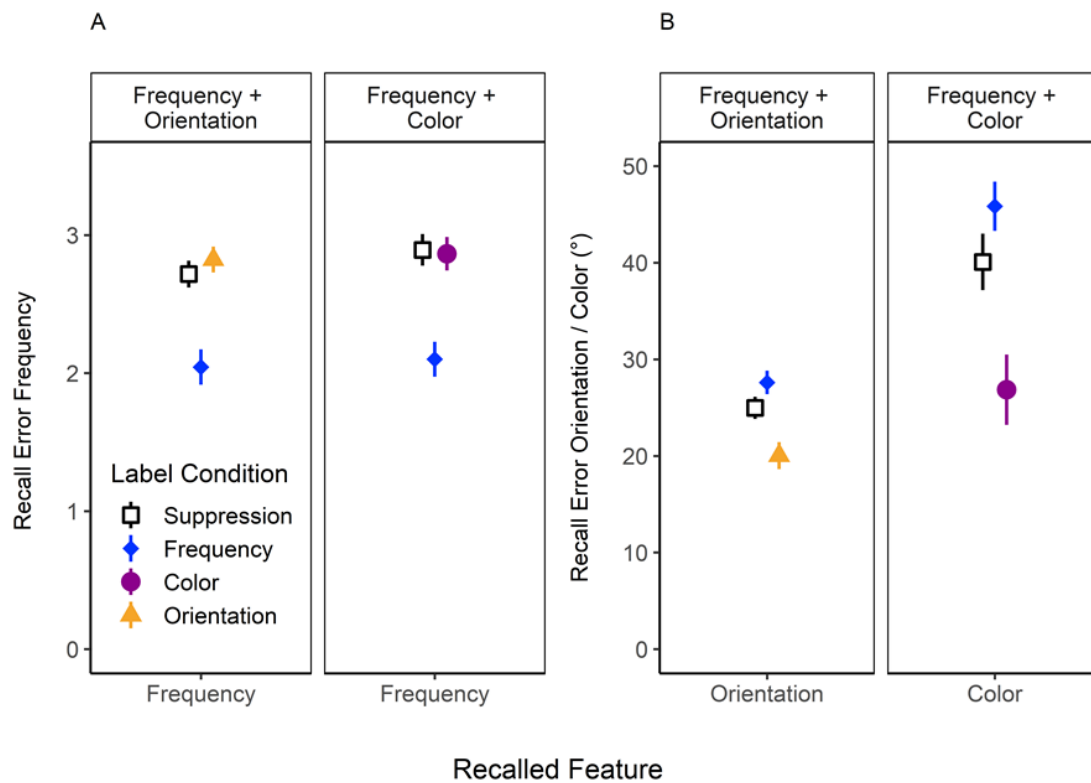 A
B
Frequency +
Orientation
Frequency +
Color
Frequency +
Orientation
Frequency +
Color
Recall Error Frequency
3
2
1
0
Label Condition
Suppression
Frequency
Color
Orientation
Frequency
Frequency
Recall Error Orientation / Color (°)
50
40
30
20
10
0
Orientation
Color
Recalled Feature